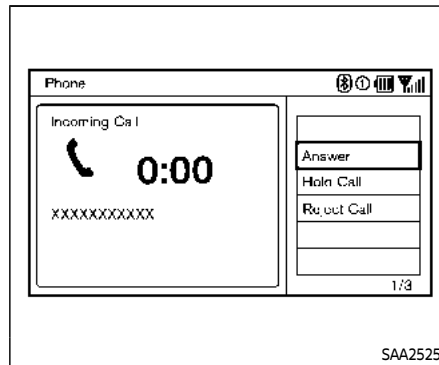 Phone
Incoming Call
0:00
XXXXXXXXXXX
Answer
Hold Call
Reject Call
1/3
SAA2525